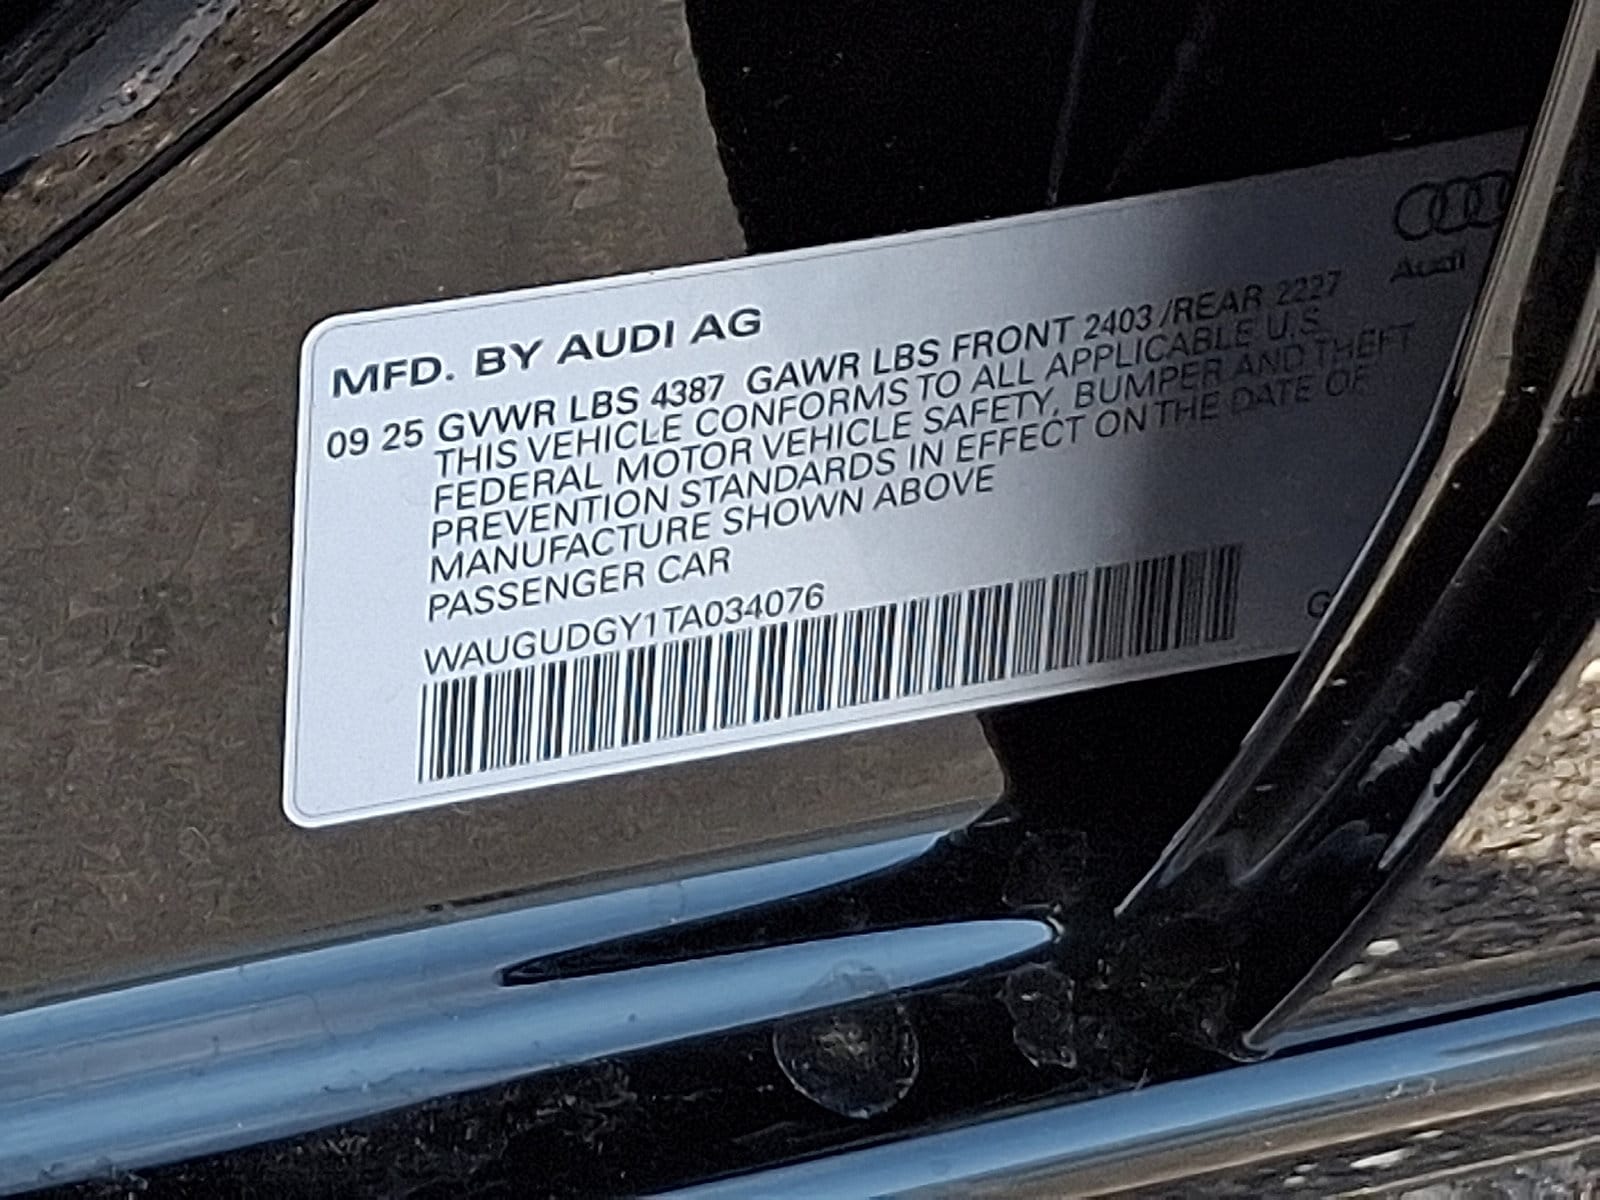 Audi
MFD. BY AUDI AG
09 25 GVWR LBS 4387 GAWR LBS FRONT 2403 /REAR 2227
THIS VEHICLE CONFORMS TO ALL APPLICABLE U.S.
FEDERAL MOTOR VEHICLE SAFETY, BUMPER AND THEFT
PREVENTION STANDARDS IN EFFECT ON THE DATE OF
MANUFACTURE SHOWN ABOVE
PASSENGER CAR
WAUGUDGY1TA034076